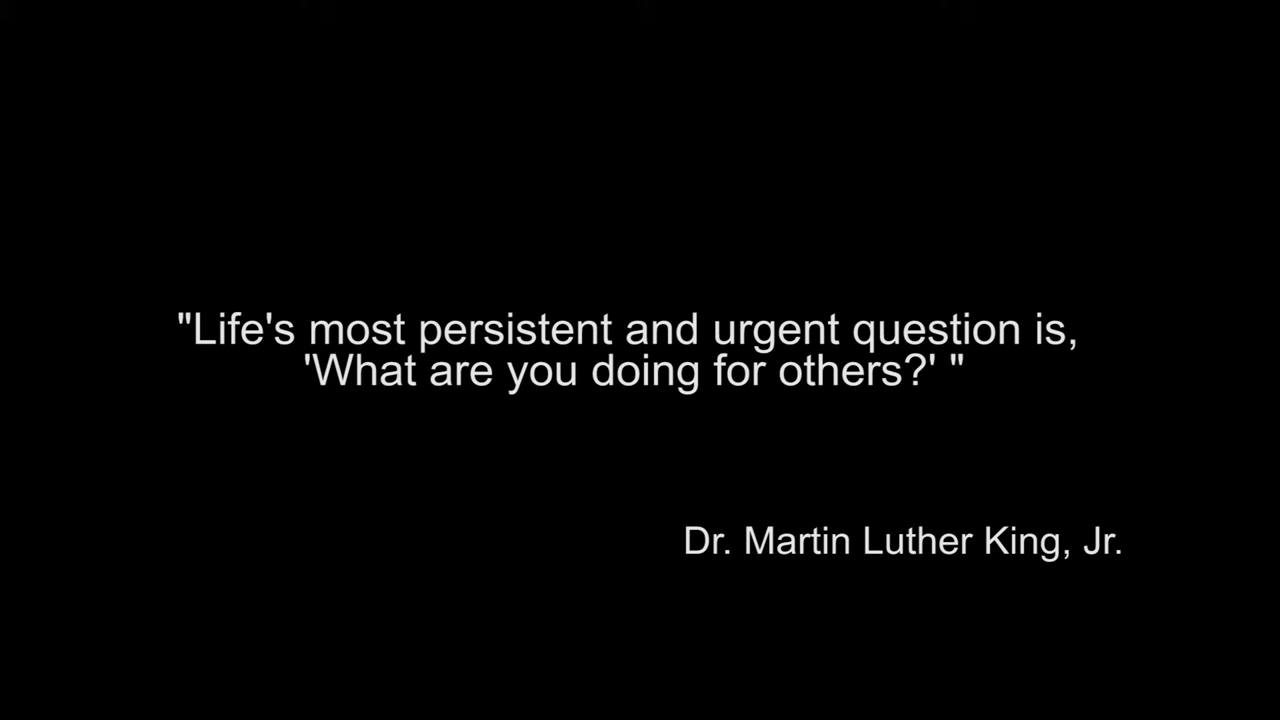 "Life's most persistent and urgent question is,
'What are you doing for others?' "
Dr. Martin Luther King, Jr.